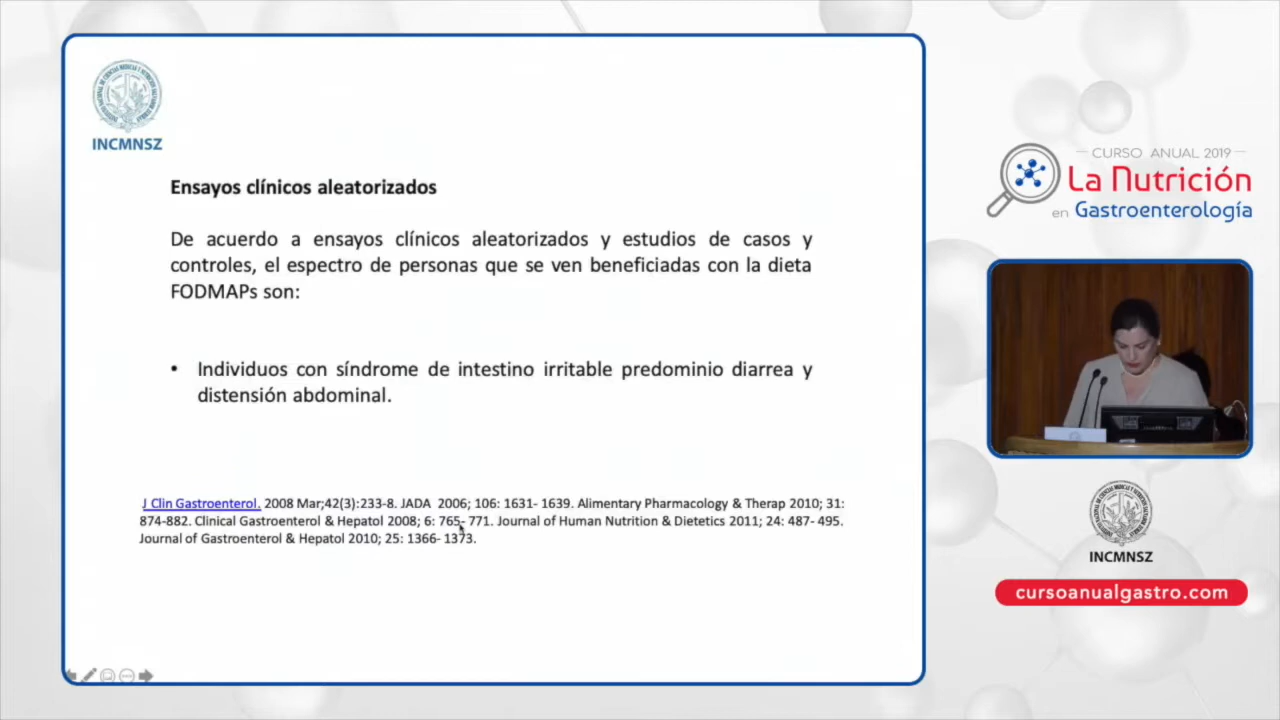 INCMNSZ
Ensayos clínicos aleatorizados
De acuerdo a ensayos clínicos aleatorizados y estudios de casos y
controles, el espectro de personas que se ven beneficiadas con la dieta
FODMAPs son:
• Individuos con síndrome de intestino irritable predominio diarrea y
distensión abdominal.
J Clin Gastroenterol. 2008 Mar;42(3):233-8. JADA 2006; 106: 1631- 1639. Alimentary Pharmacology & Therap 2010; 31:
874-882. Clinical Gastroenterol & Hepatol 2008; 6: 765- 771. Journal of Human Nutrition & Dietetics 2011; 24: 487- 495.
Journal of Gastroenterol & Hepatol 2010; 25: 1366- 1373.
CURSO ANUAL 2019
La Nutrición
en Gastroenterología
INCMNSZ
cursoanualgastro.com